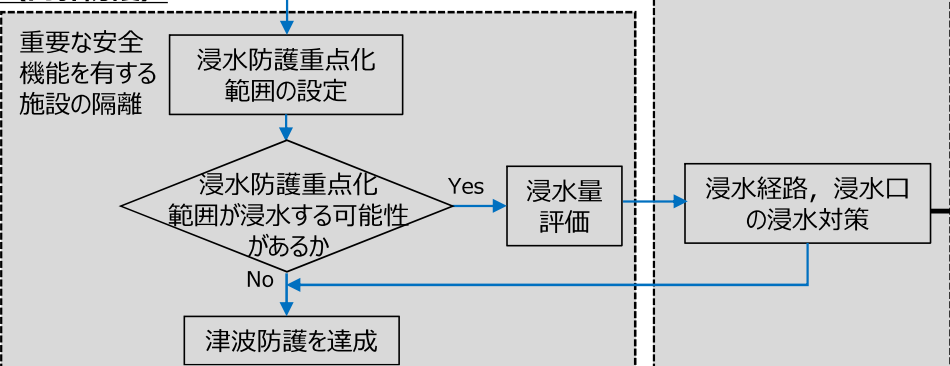 重要な安全
機能を有する
施設の隔離
浸水防護重点化
範囲の設定
浸水防護重点化
範囲が浸水する可能性
があるか
Yes
浸水量
評価
浸水経路，浸水口
の浸水対策
No
津波防護を達成